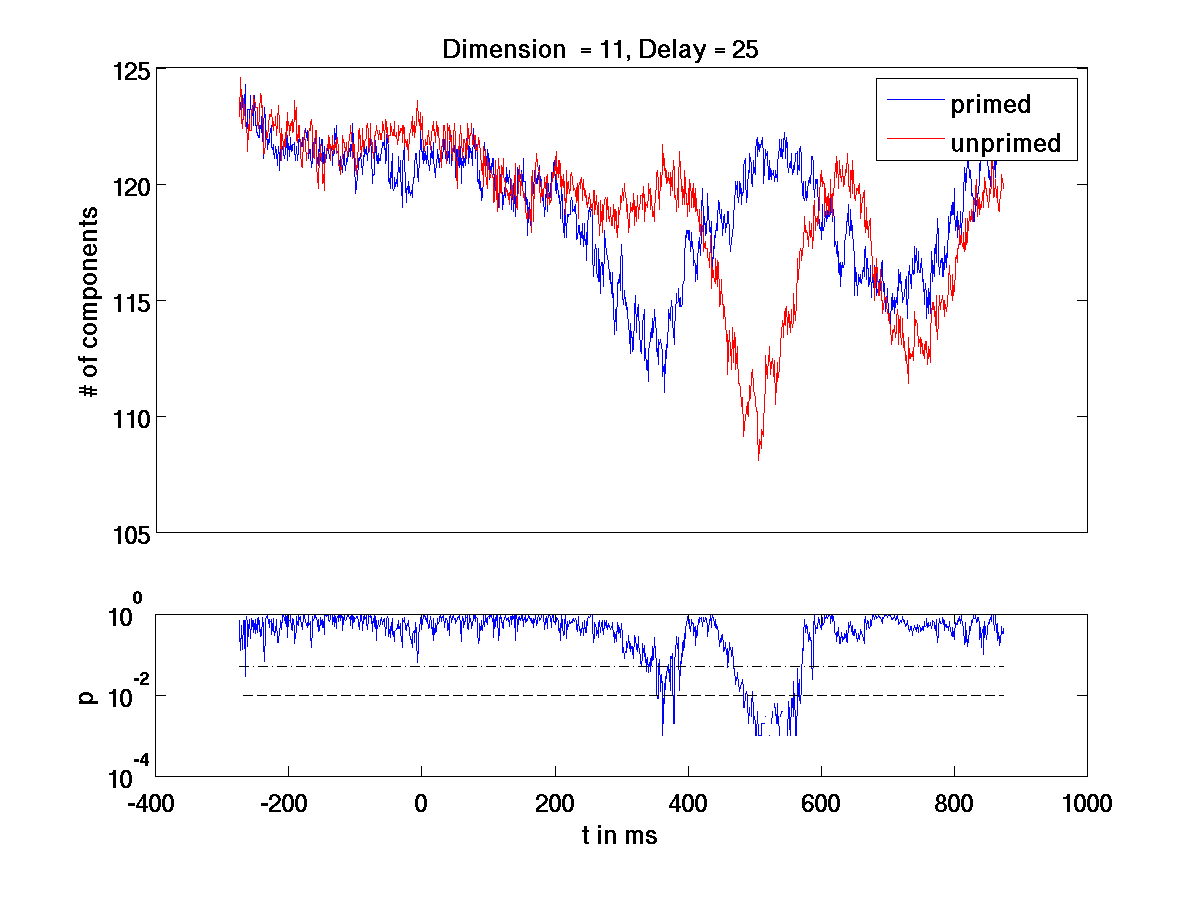 Dimension = 11, Delay = 25
125
120
115
110
105
# of components
primed
unprimed
10^0
10^-2
10^-4
p
-400 -200 0 200 400 600 800 1000
t in ms